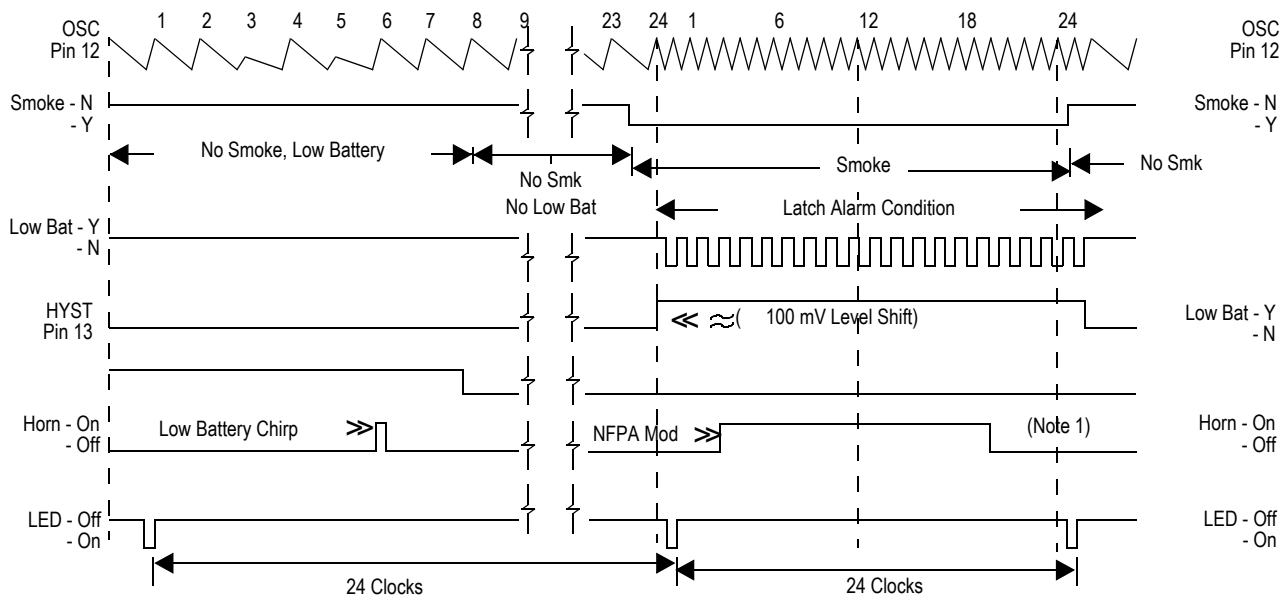 1 2 3 4 5 6 7 8 9 23 24 1 6 12 18 24
OSC
Pin 12
OSC
Pin 12
Smoke - N
- Y
Smoke - N
- Y
No Smoke, Low Battery
No Smk
No Low Bat
Smoke
No Smk
Latch Alarm Condition
Low Bat - Y
- N
HYST
Pin 13
≪ ≈( 100 mV Level Shift)
Low Bat - Y
- N
Horn - On
- Off
Low Battery Chirp ≫
NFPA Mod ≫
(Note 1)
Horn - On
- Off
LED - Off
- On
LED - Off
- On
24 Clocks
24 Clocks